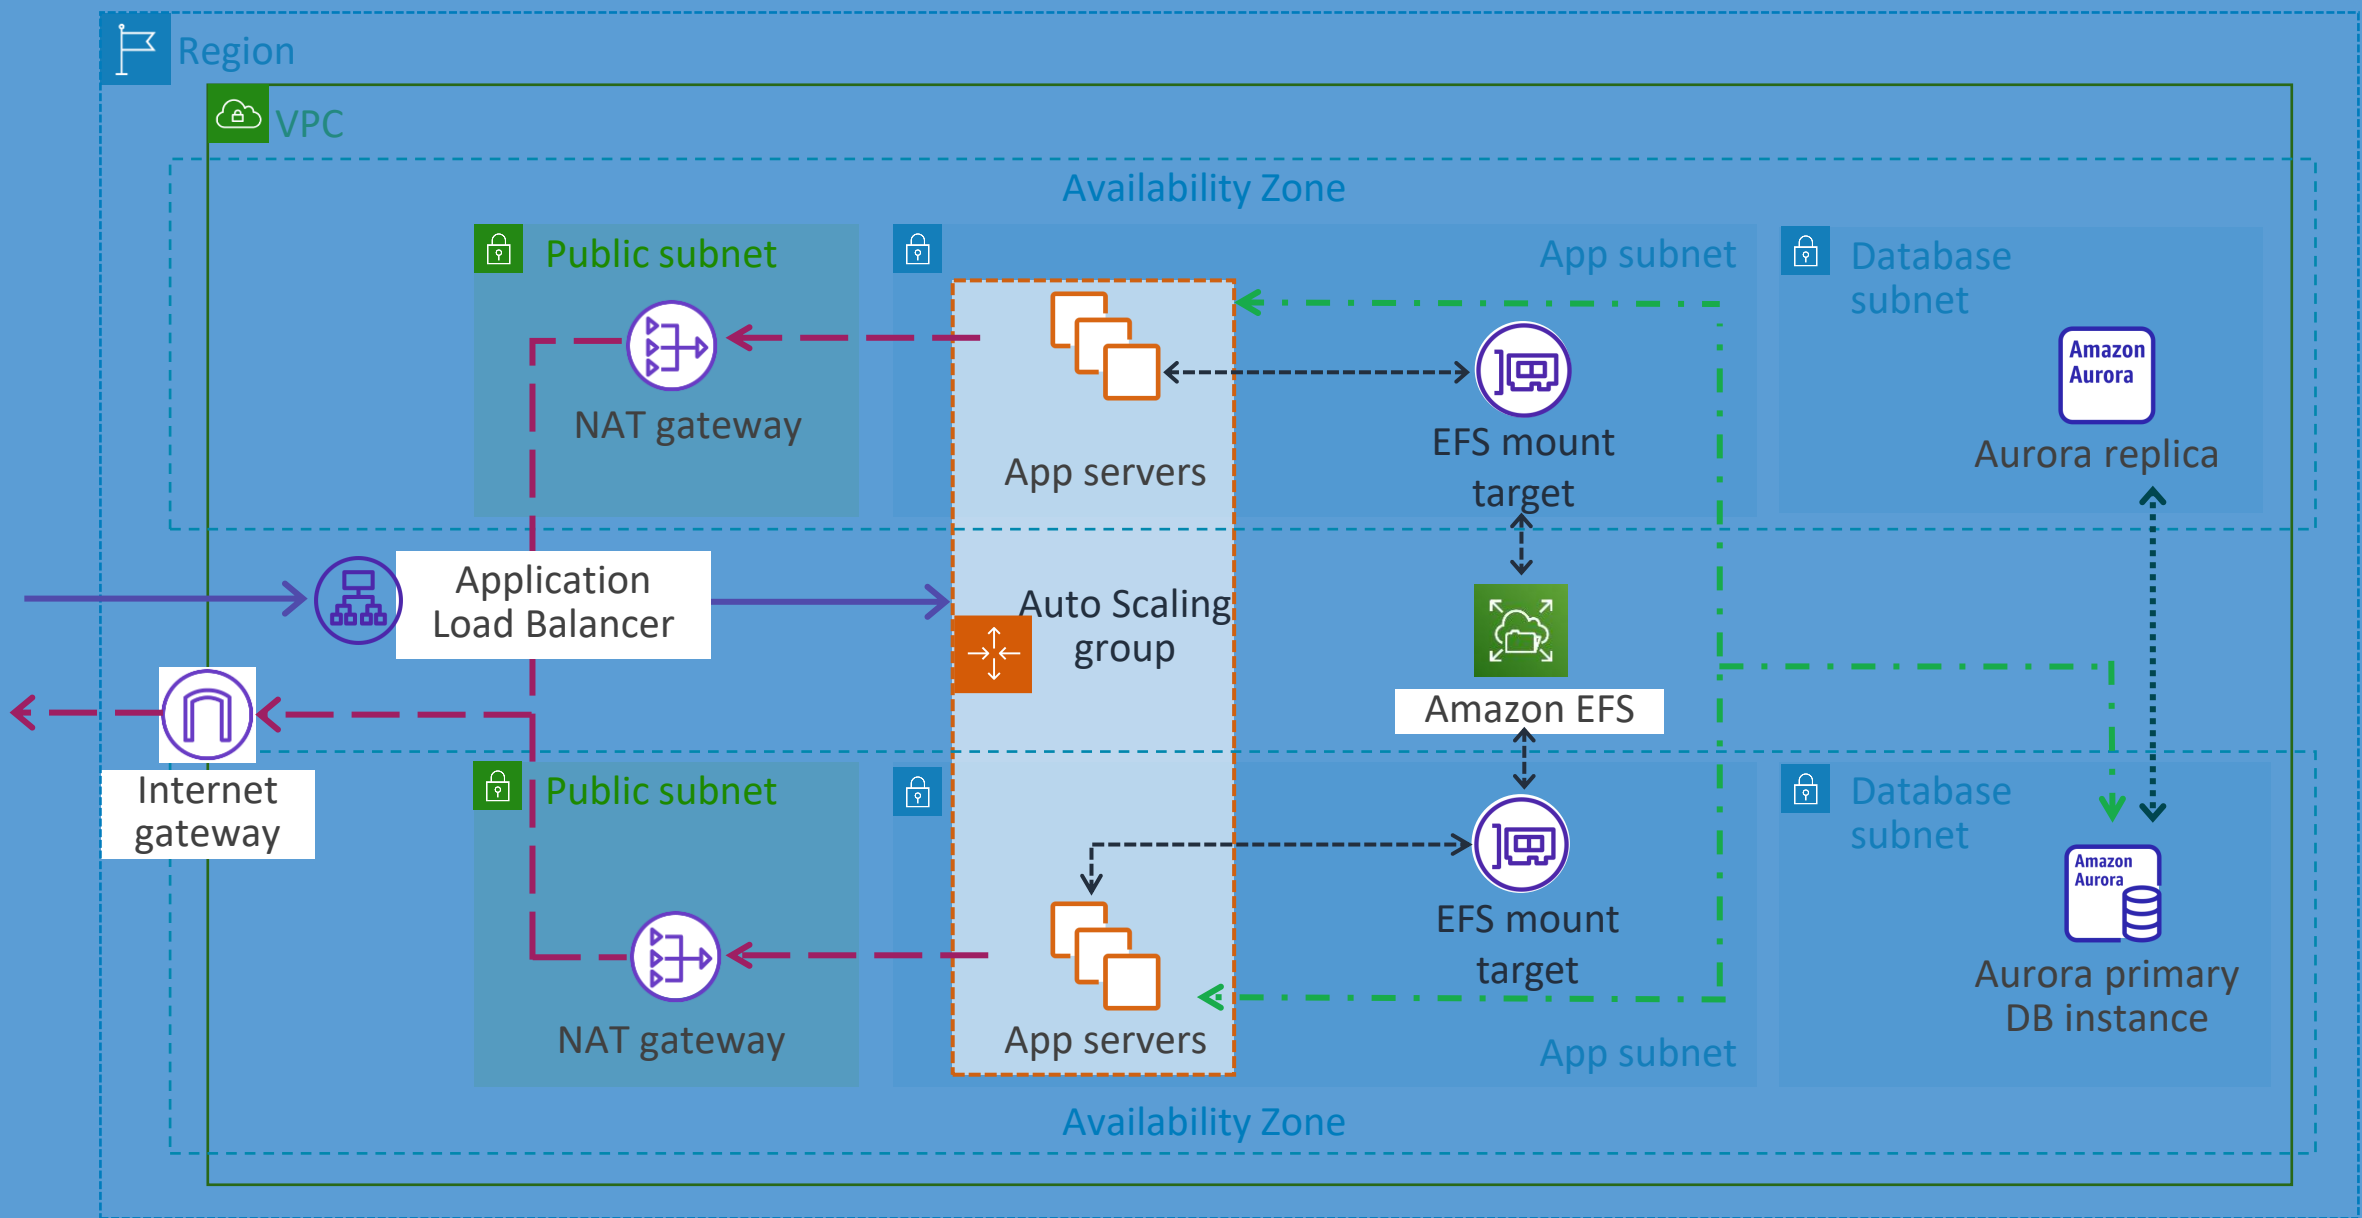 Region
VPC
Availability Zone
Public subnet
App subnet
Database
subnet
Amazon
Aurora
NAT gateway
App servers
EFS mount
target
Aurora replica
Application
Load Balancer
Auto Scaling
group
Amazon EFS
Internet
gateway
Public subnet
Database
subnet
Amazon
Aurora
NAT gateway
App servers
EFS mount
target
Aurora primary
DB instance
App subnet
Availability Zone